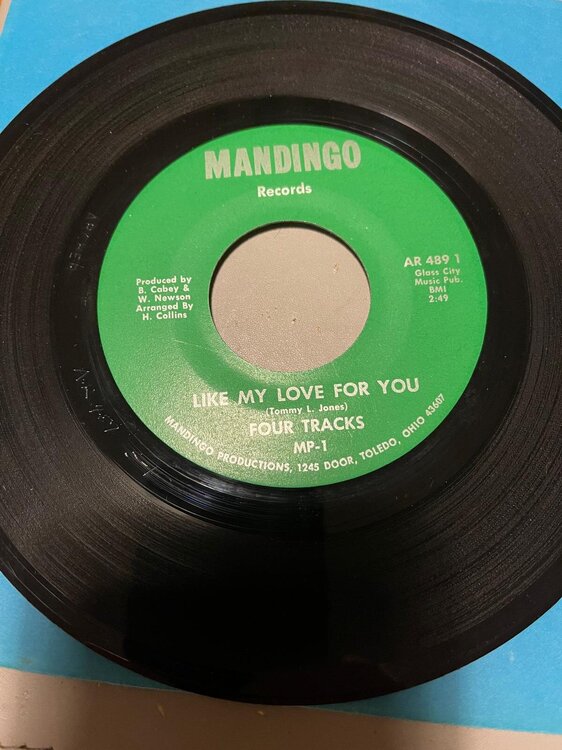 MANDINGO
Records
AR 489 1
Glass City
Music Pub.
BMI
2:49
Produced by
B. Cabey &
W. Newson
Arranged By
H. Collins
LIKE MY LOVE FOR YOU
(Tommy L. Jones)
FOUR TRACKS
MP-1
MANDINGO PRODUCTIONS, 1245 DOOR, TOLEDO, OHIO 43607